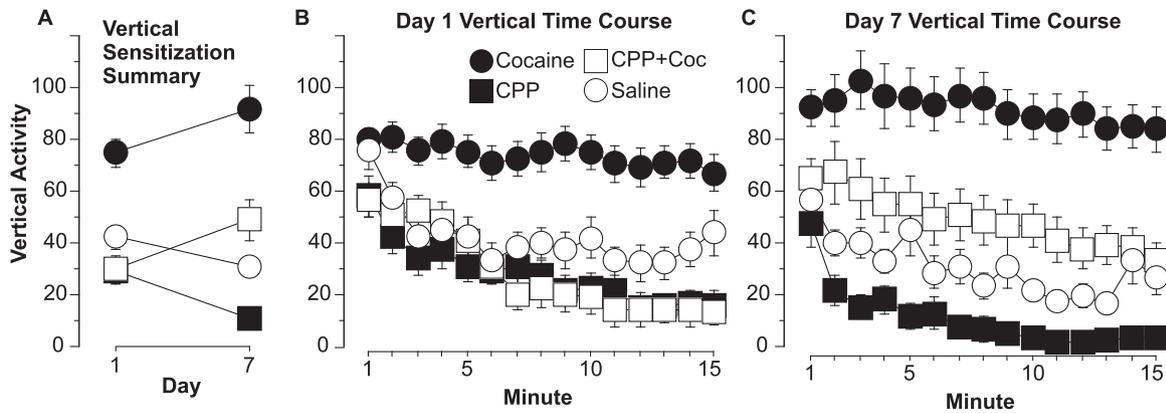 A
Vertical
Sensitization
Summary
Vertical Activity
100
80
60
40
20
0
1
7
Day
B
Day 1 Vertical Time Course
Cocaine
CPP+Coc
CPP
Saline
100
80
60
40
20
0
1
5
10
15
Minute
C
Day 7 Vertical Time Course
100
80
60
40
20
0
1
5
10
15
Minute